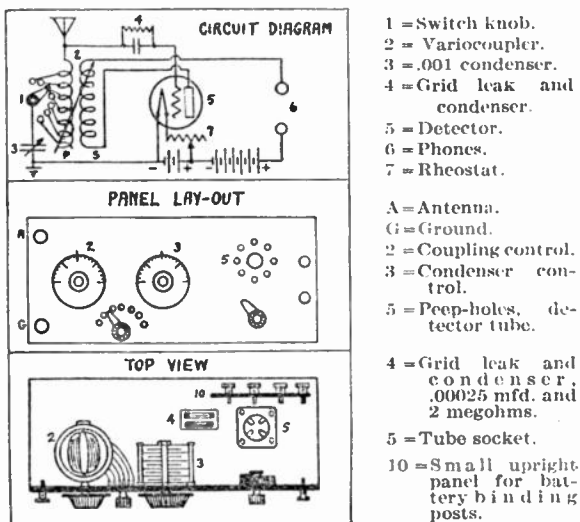 CIRCUIT DIAGRAM
4
2
1
5
6
7
3
P
S
- + - +
PANEL LAY-OUT
A
2
3
5
G
TOP VIEW
10
4
2
3
5
1 = Switch knob.
2 = Variocoupler.
3 = .001 condenser.
4 = Grid leak and
condenser.
5 = Detector.
6 = Phones.
7 = Rheostat.
A = Antenna.
G = Ground.
2 = Coupling control.
3 = Condenser con-
trol.
5 = Peep-holes, de-
tector tube.
4 = Grid leak and
condenser,
.00025 mfd. and
2 megohms.
5 = Tube socket.
10 = Small upright
panel for bat-
tery binding
posts.